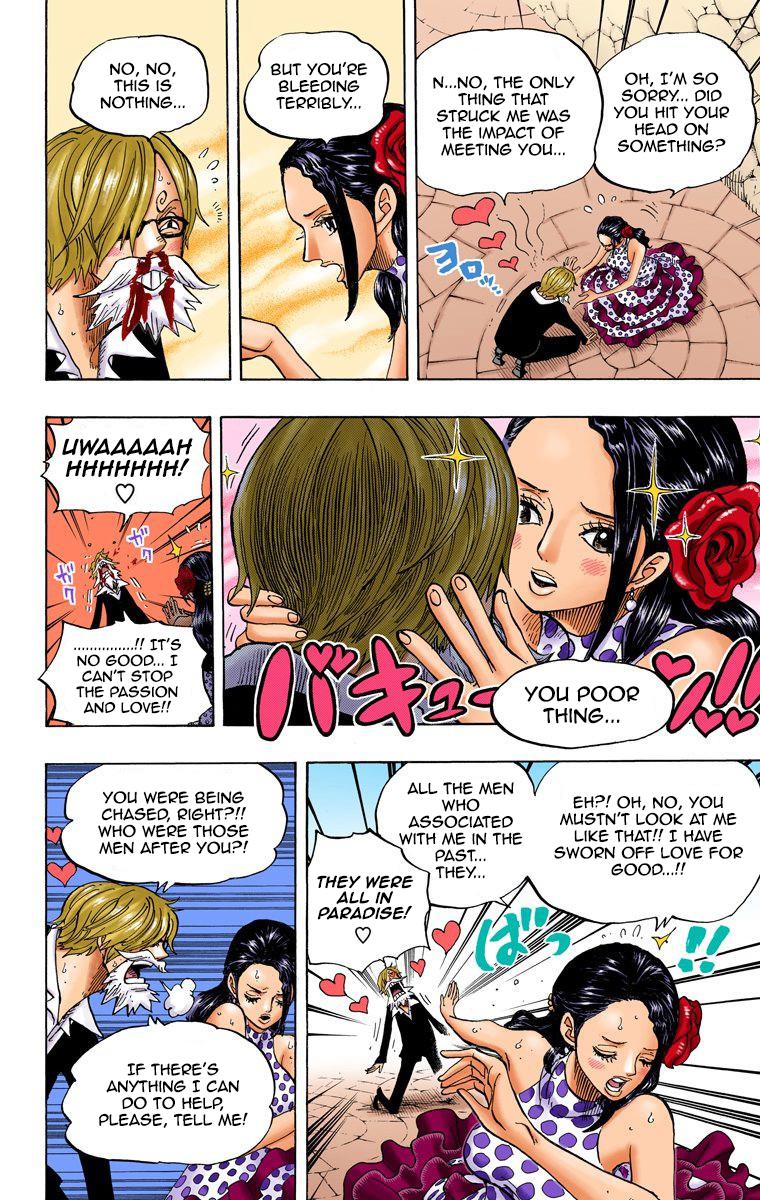 OH, I'M SO
SORRY... DID
YOU HIT YOUR
HEAD ON
SOMETHING?
N...NO, THE ONLY
THING THAT
STRUCK ME WAS
THE IMPACT OF
MEETING YOU...
ヨロ...
BUT YOU'RE
BLEEDING
TERRIBLY...
NO, NO,
THIS IS
NOTHING...
YOU POOR
THING...
バキューン!!
UWAAAAAH
HHHHHHH!
♡
ガク
ガク
................!! IT'S
NO GOOD... I
CAN'T STOP
THE PASSION
AND LOVE!!
EH?! OH, NO, YOU
MUSTN'T LOOK AT ME
LIKE THAT!! I HAVE
SWORN OFF LOVE FOR
GOOD...!!
ALL THE MEN
WHO
ASSOCIATED
WITH ME IN THE
PAST...
THEY...
THEY WERE
ALL IN
PARADISE!
♡
ばっ!!
YOU WERE BEING
CHASED, RIGHT?!!
WHO WERE THOSE
MEN AFTER YOU?!
IF THERE'S
ANYTHING I CAN
DO TO HELP,
PLEASE, TELL ME!